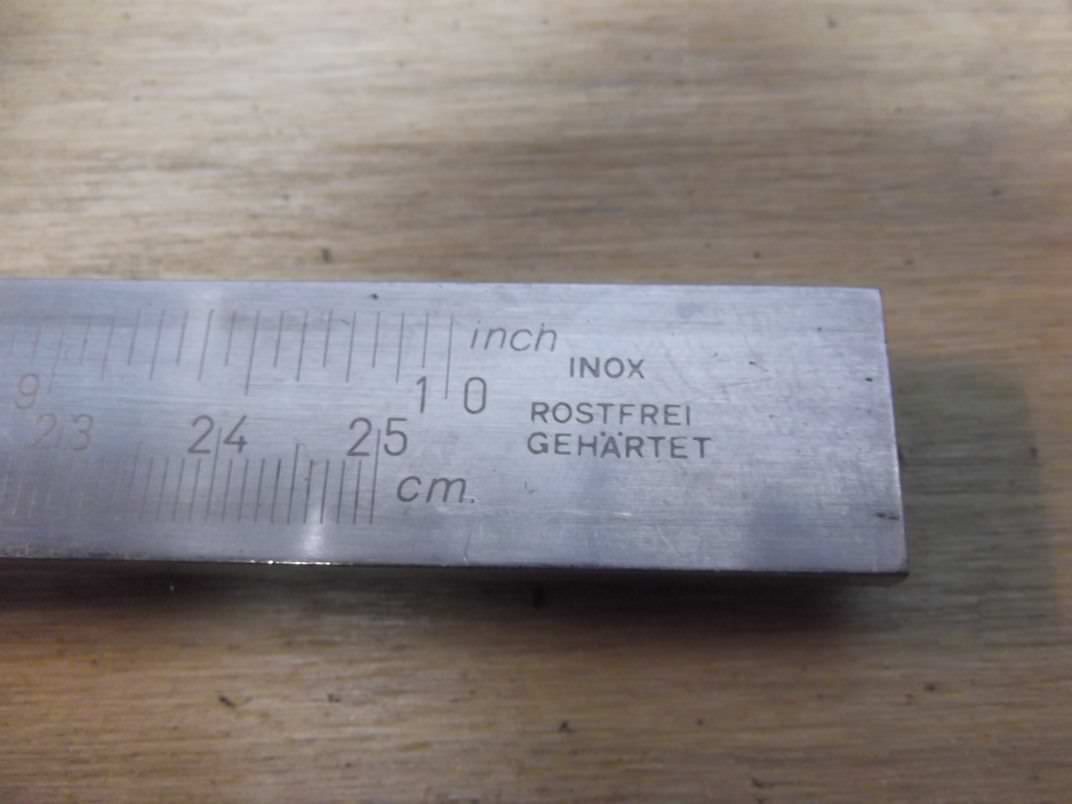 inch
INOX
9 10
ROSTFREI
23 24 25
GEHÄRTET
cm.